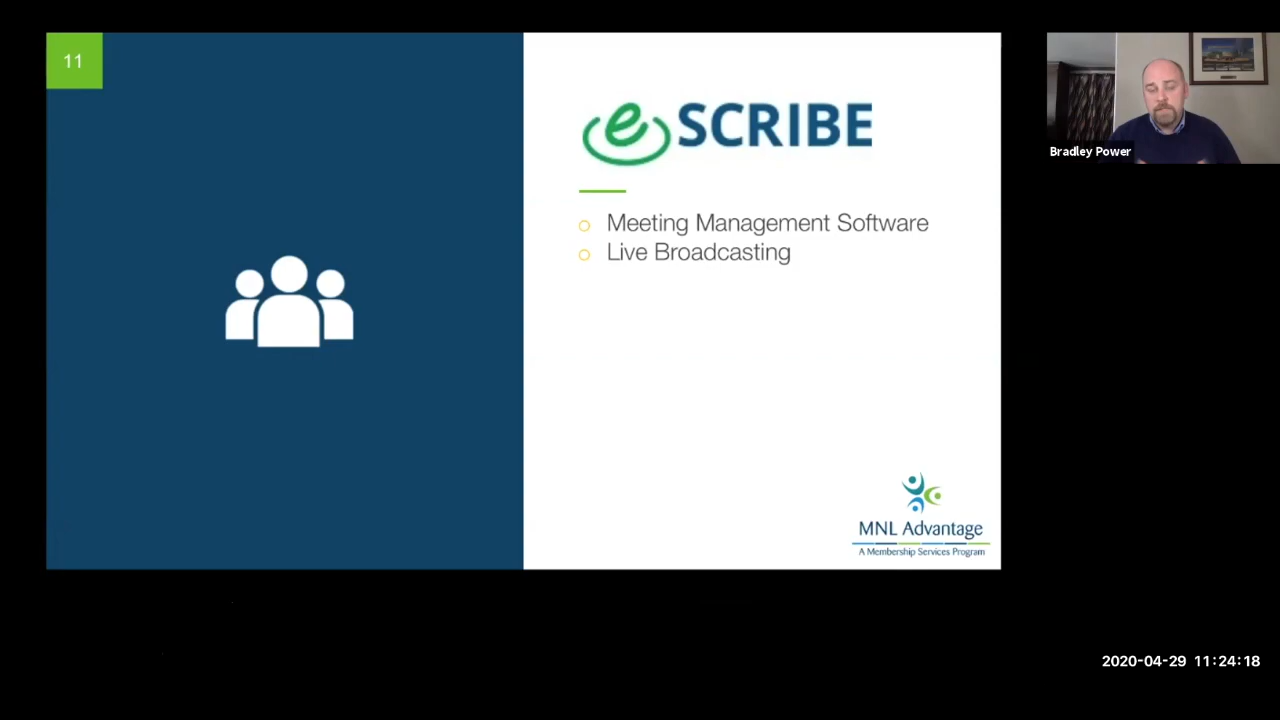 11
eSCRIBE
Meeting Management Software
Live Broadcasting
MNL Advantage
A Membership Services Program
Bradley Power
2020-04-29 11:24:18